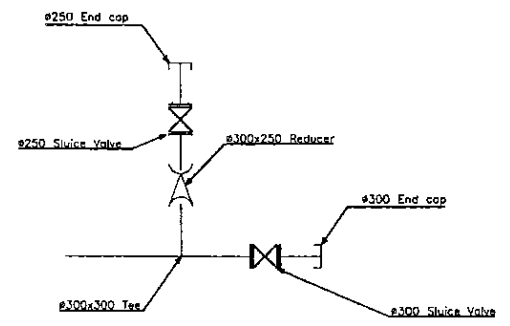 ø250 End cap
ø250 Sluice Valve
ø300x250 Reducer
ø300 End cap
ø300x300 Tee
ø300 Sluice Valve